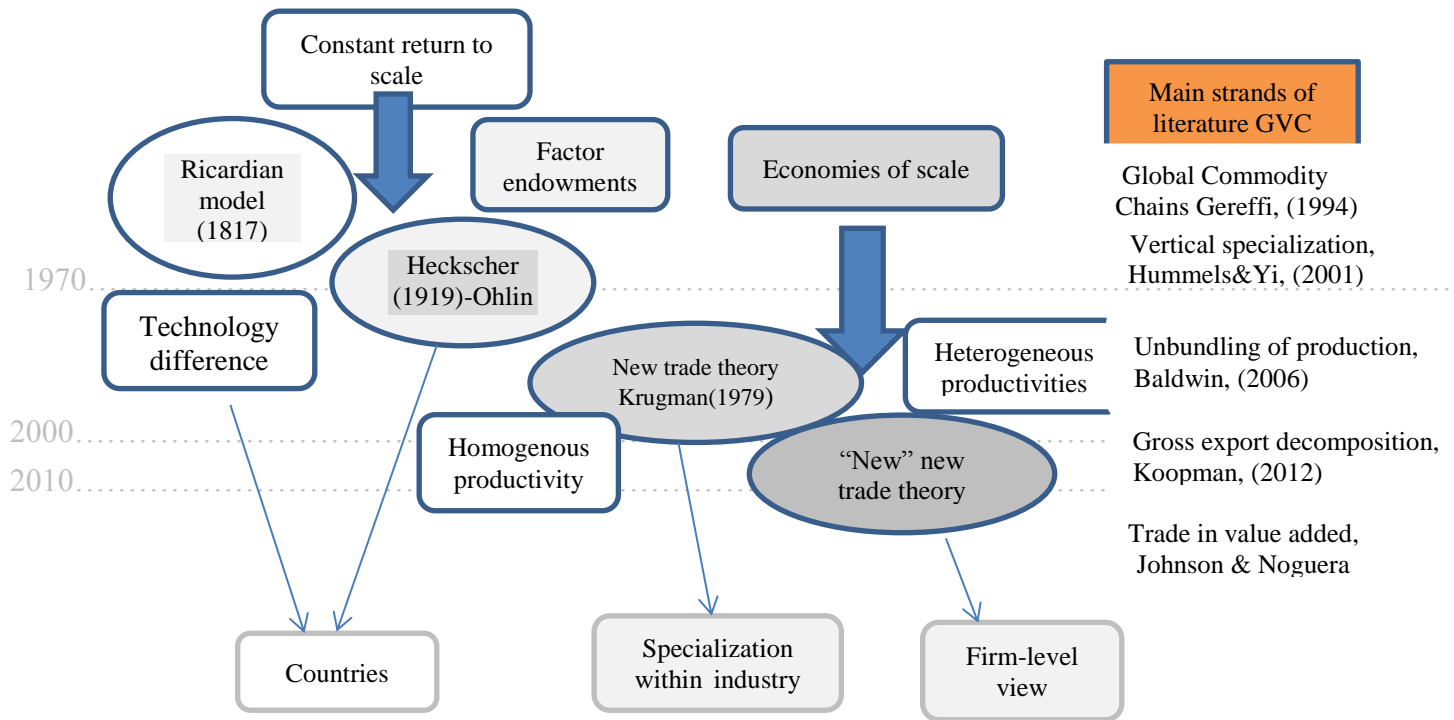 Constant return to
scale
Main strands of
literature GVC
Ricardian
model
(1817)
Factor
endowments
Economies of scale
Global Commodity
Chains Gereffi, (1994)
Vertical specialization,
Hummels&Yi, (2001)
Heckscher
(1919)-Ohlin
1970
Technology
difference
New trade theory
Krugman(1979)
Heterogeneous
productivities
Unbundling of production,
Baldwin, (2006)
2000
Homogenous
productivity
"New" new
trade theory
Gross export decomposition,
Koopman, (2012)
2010
Trade in value added,
Johnson & Noguera
Countries
Specialization
within industry
Firm-level
view